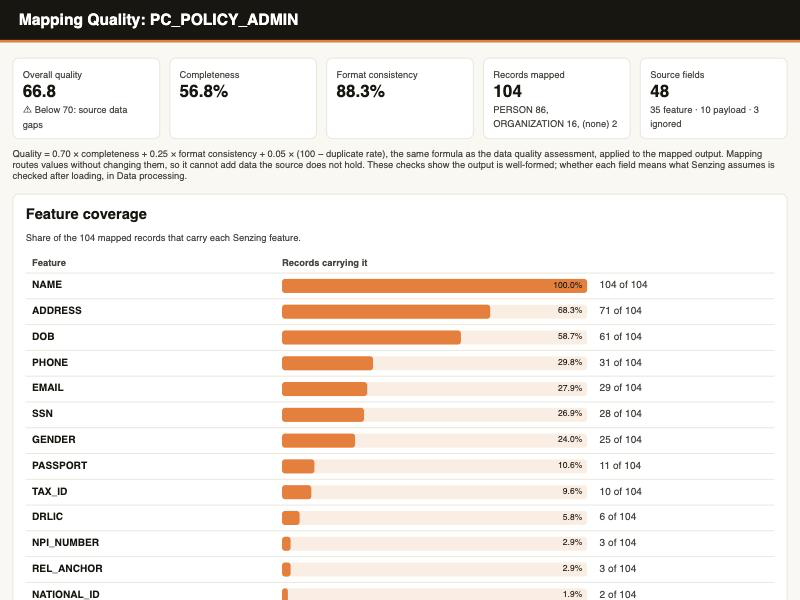 Mapping Quality: PC_POLICY_ADMIN
Overall quality
66.8
⚠ Below 70: source data
gaps
Completeness
56.8%
Format consistency
88.3%
Records mapped
104
PERSON 86,
ORGANIZATION 16, (none) 2
Source fields
48
35 feature · 10 payload · 3
ignored
Quality = 0.70 × completeness + 0.25 × format consistency + 0.05 × (100 − duplicate rate), the same formula as the data quality assessment, applied to the mapped output. Mapping
routes values without changing them, so it cannot add data the source does not hold. These checks show the output is well-formed; whether each field means what Senzing assumes is
checked after loading, in Data processing.
Feature coverage
Share of the 104 mapped records that carry each Senzing feature.
Feature Records carrying it
NAME 100.0% 104 of 104
ADDRESS 68.3% 71 of 104
DOB 58.7% 61 of 104
PHONE 29.8% 31 of 104
EMAIL 27.9% 29 of 104
SSN 26.9% 28 of 104
GENDER 24.0% 25 of 104
PASSPORT 10.6% 11 of 104
TAX_ID 9.6% 10 of 104
DRLIC 5.8% 6 of 104
NPI_NUMBER 2.9% 3 of 104
REL_ANCHOR 2.9% 3 of 104
NATIONAL_ID 1.9% 2 of 104